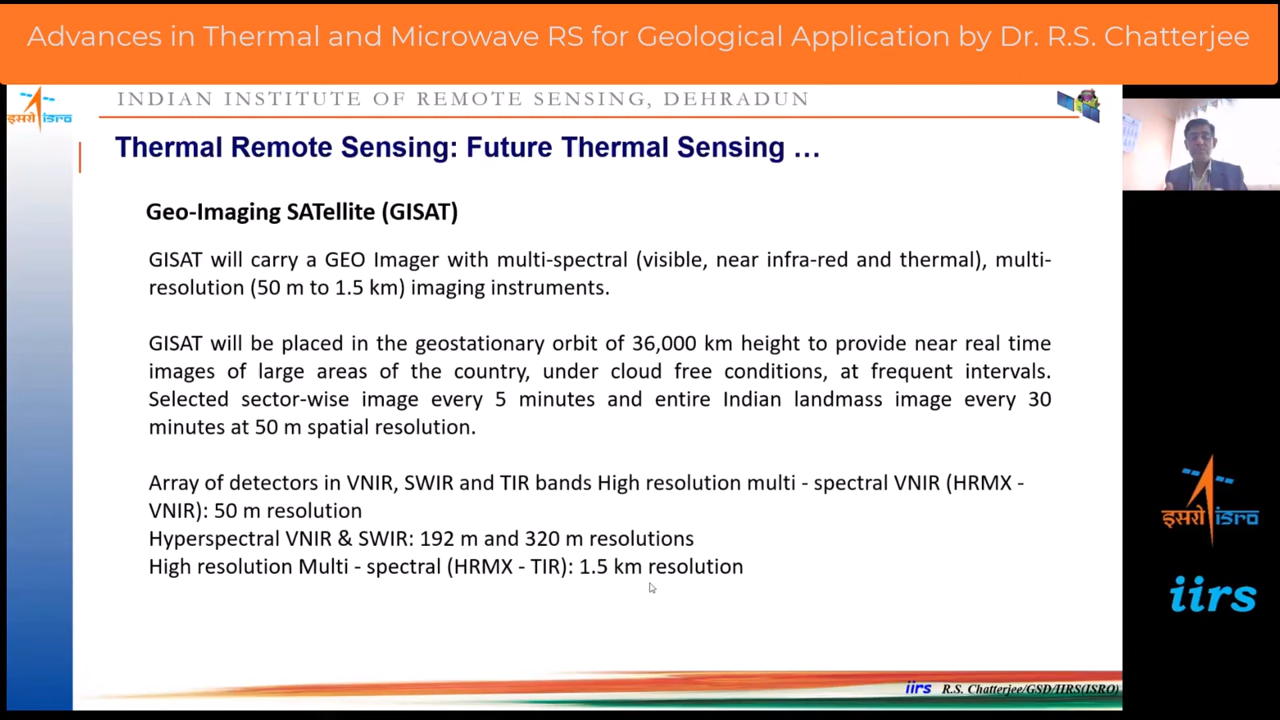 Advances in Thermal and Microwave RS for Geological Application by Dr. R.S. Chatterjee
इसरो isro
INDIAN INSTITUTE OF REMOTE SENSING, DEHRADUN
Thermal Remote Sensing: Future Thermal Sensing …
Geo-Imaging SATellite (GISAT)
GISAT will carry a GEO Imager with multi-spectral (visible, near infra-red and thermal), multi-
resolution (50 m to 1.5 km) imaging instruments.
GISAT will be placed in the geostationary orbit of 36,000 km height to provide near real time
images of large areas of the country, under cloud free conditions, at frequent intervals.
Selected sector-wise image every 5 minutes and entire Indian landmass image every 30
minutes at 50 m spatial resolution.
Array of detectors in VNIR, SWIR and TIR bands High resolution multi - spectral VNIR (HRMX -
VNIR): 50 m resolution
Hyperspectral VNIR & SWIR: 192 m and 320 m resolutions
High resolution Multi - spectral (HRMX - TIR): 1.5 km resolution
इसरो isro
iirs
iirs R.S. Chatterjee/GSD/IIRS(ISRO)